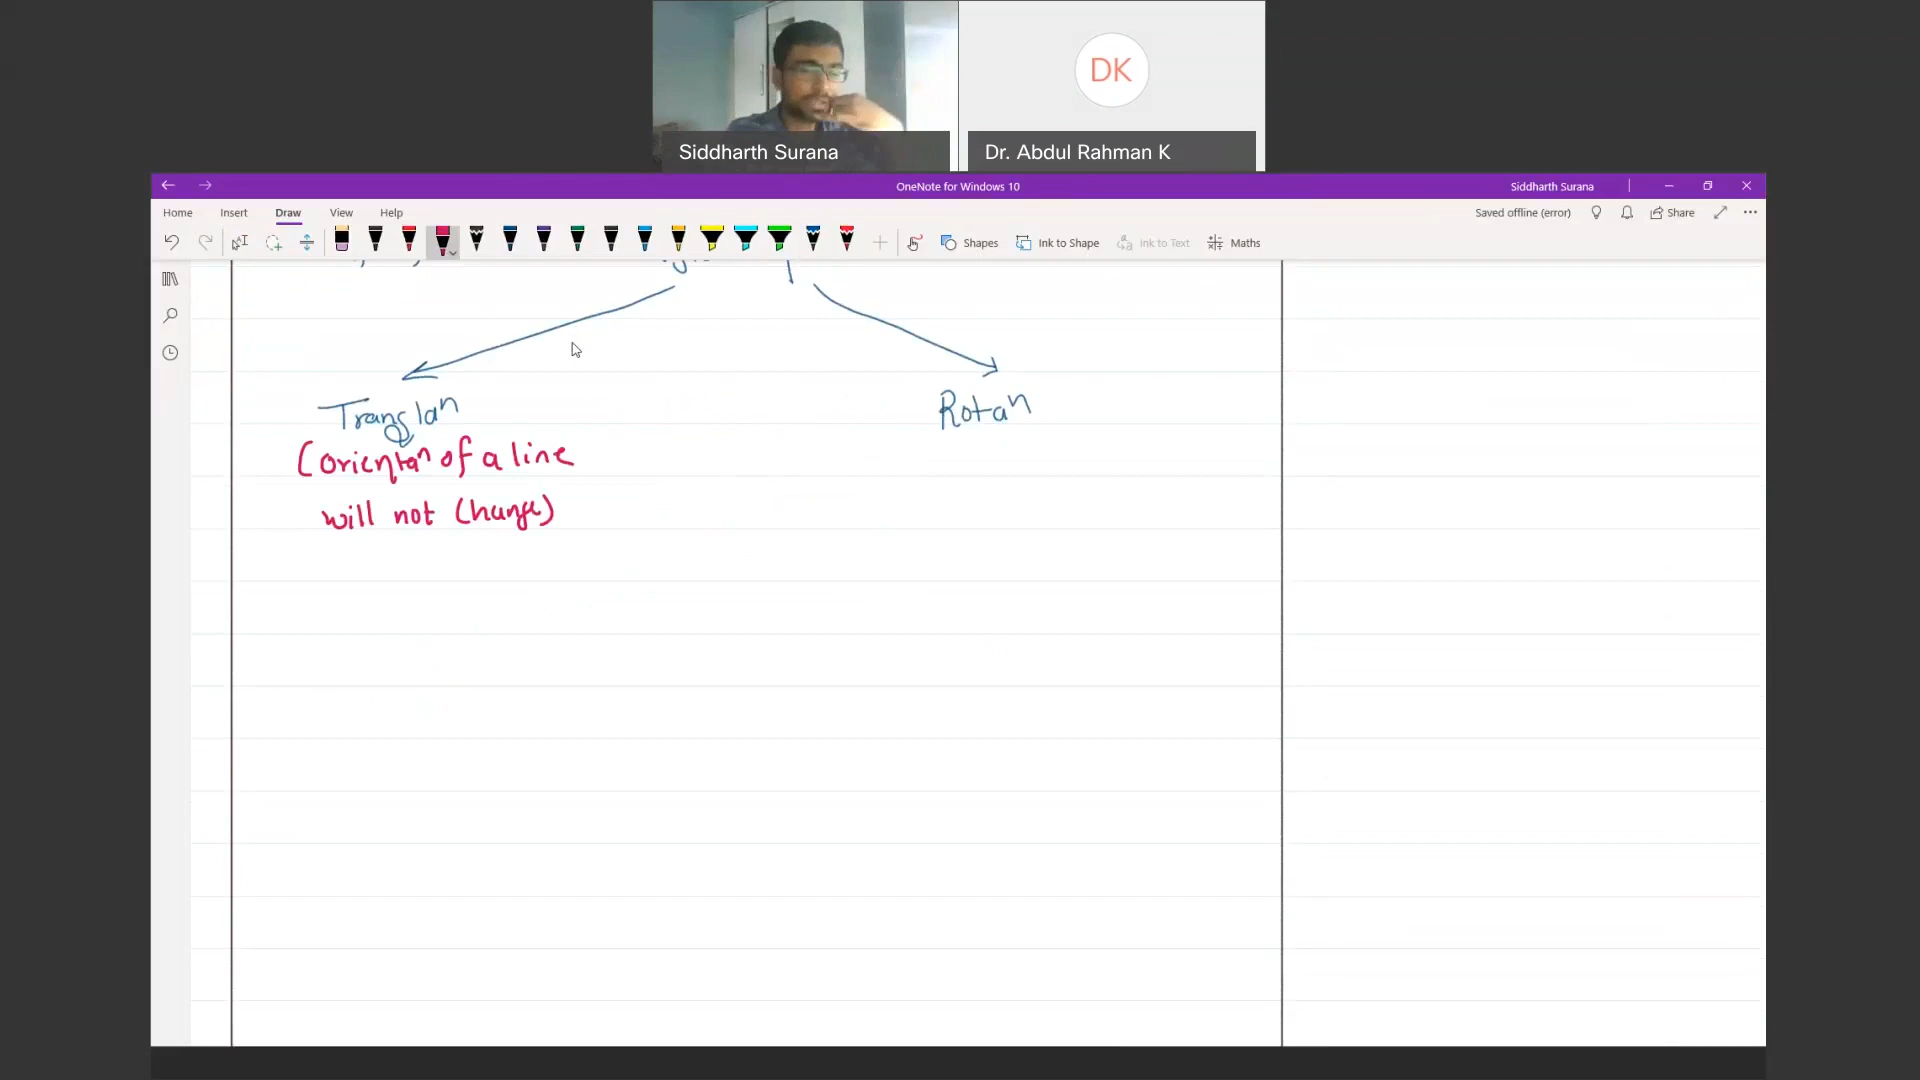 DK
Siddharth Surana
Dr. Abdul Rahman K
OneNote for Windows 10
Siddharth Surana
Home Insert Draw View Help
Saved offline (error)
Share
Shapes
Ink to Shape
Ink to Text
Maths
Translaⁿ
Rotaⁿ
(orientaⁿ of a line
will not change)